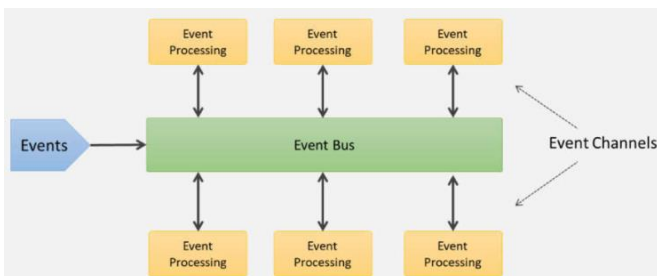 Event Event Event
Processing Processing Processing
Events
Event Bus
Event Channels
Event Event Event
Processing Processing Processing